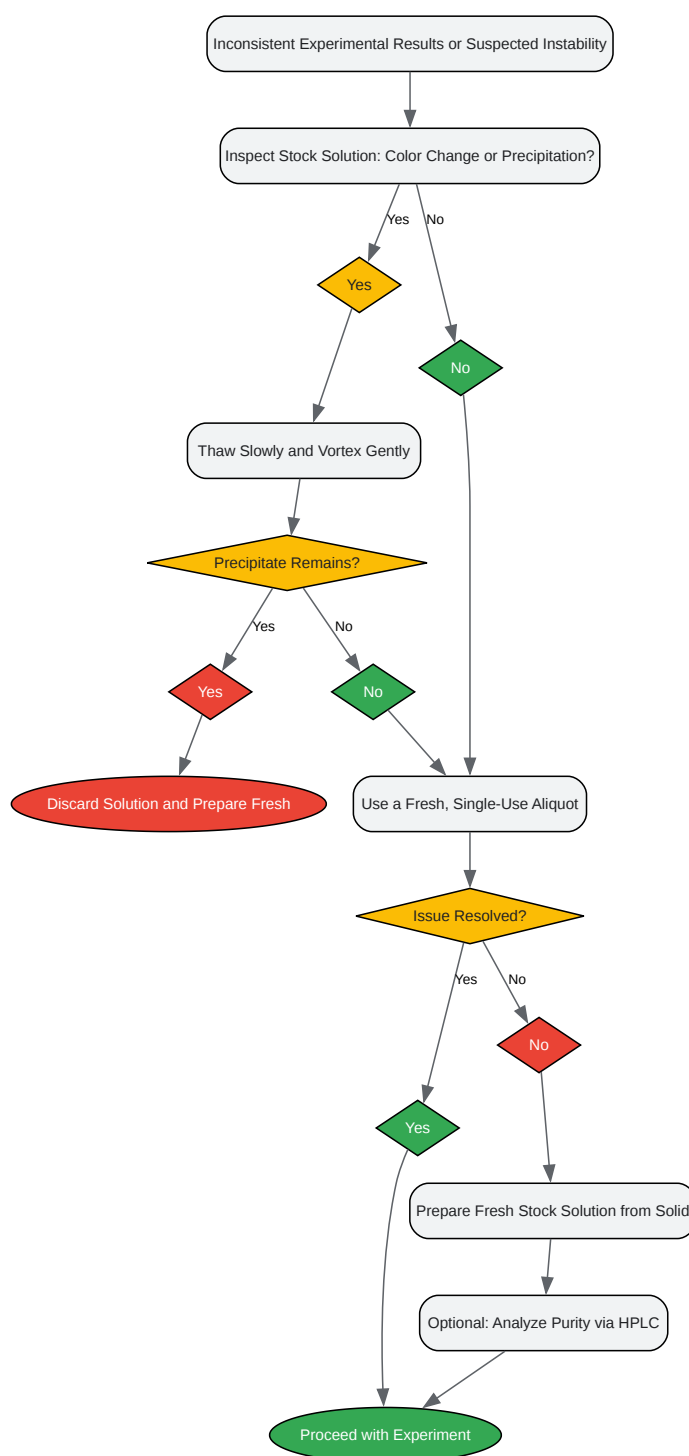 Inconsistent Experimental Results or Suspected Instability
Inspect Stock Solution: Color Change or Precipitation?
Yes
No
Yes
No
Thaw Slowly and Vortex Gently
Precipitate Remains?
Yes
No
Yes
No
Discard Solution and Prepare Fresh
Use a Fresh, Single-Use Aliquot
Issue Resolved?
Yes
No
No
Yes
Prepare Fresh Stock Solution from Solid
Optional: Analyze Purity via HPLC
Proceed with Experiment